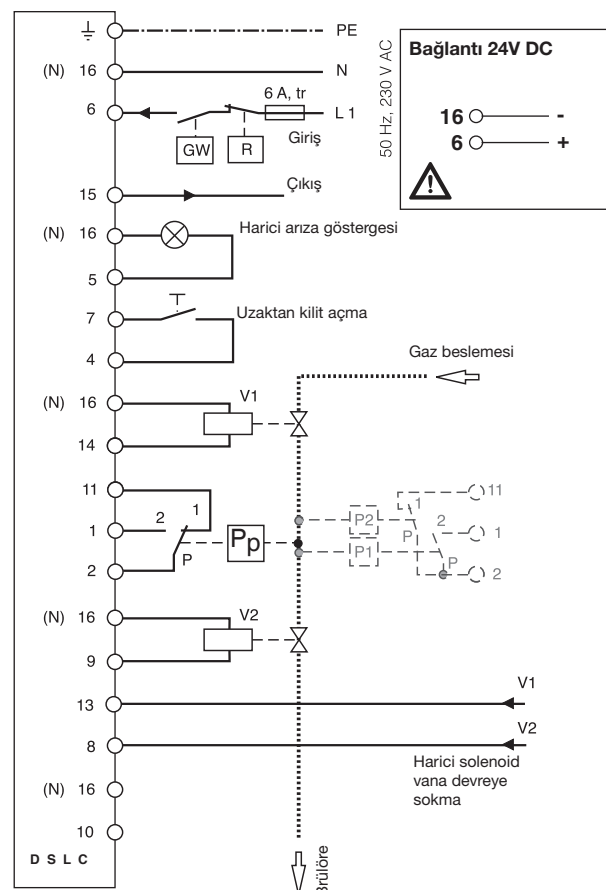 PE
(N) 16 N
6 6 A, tr L 1
Giriş
GW R
50 Hz, 230 V AC
Bağlantı 24V DC
16 -
6 +
15 Çıkış
(N) 16 Harici arıza göstergesi
5
7 Uzaktan kilit açma
4
Gaz beslemesi
(N) 16 V1
14
11 1 1 11
1 2 Pp P2 2 1
P P
2 P1 P 2
(N) 16 V2
9
13 V1
8 V2
Harici solenoid
vana devreye
sokma
(N) 16
10
D S L C
Brülöre